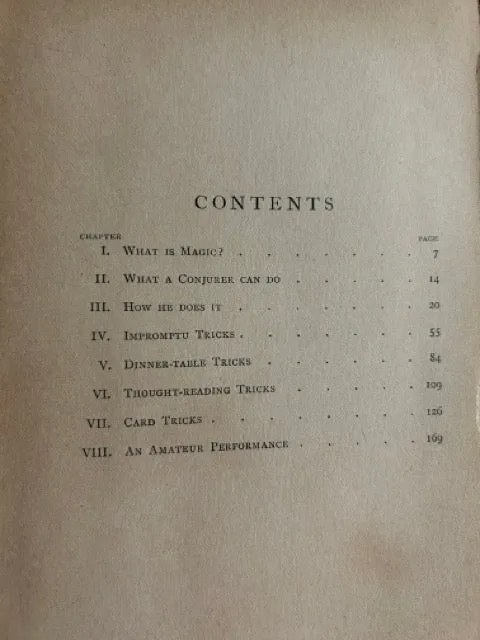 CONTENTS
CHAPTER PAGE
I. WHAT IS MAGIC? . . . . . . . 7
II. WHAT A CONJURER CAN DO . . . . . 14
III. HOW HE DOES IT . . . . . . . 20
IV. IMPROMPTU TRICKS . . . . . . . 55
V. DINNER-TABLE TRICKS . . . . . . 84
VI. THOUGHT-READING TRICKS . . . . . 109
VII. CARD TRICKS . . . . . . . . 126
VIII. AN AMATEUR PERFORMANCE . . . . 169